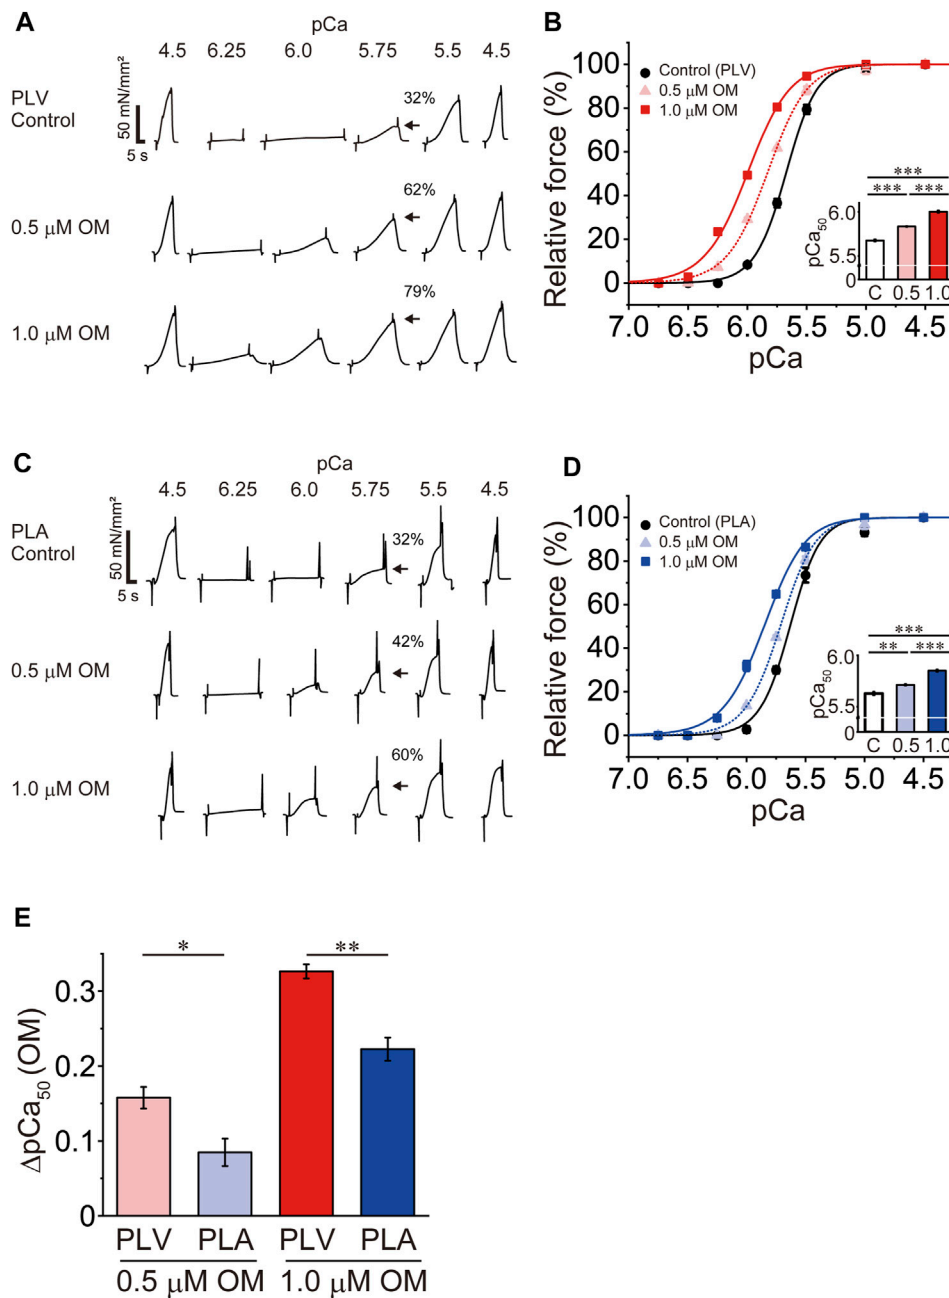 A
pCa
4.5 6.25 6.0 5.75 5.5 4.5
PLV
Control
50 mN/mm²
5 s
32%
0.5 μM OM
62%
1.0 μM OM
79%
B
Relative force (%)
100
80
60
40
20
0
7.0 6.5 6.0 5.5 5.0 4.5
pCa
Control (PLV)
0.5 μM OM
1.0 μM OM
***
*** ***
pCa50
6.0
5.5
0
C 0.5 1.0
C
pCa
4.5 6.25 6.0 5.75 5.5 4.5
PLA
Control
50 mN/mm²
5 s
32%
0.5 μM OM
42%
1.0 μM OM
60%
D
Relative force (%)
100
80
60
40
20
0
7.0 6.5 6.0 5.5 5.0 4.5
pCa
Control (PLA)
0.5 μM OM
1.0 μM OM
***
** ***
pCa50
6.0
5.5
0
C 0.5 1.0
E
ΔpCa50 (OM)
0.3
0.2
0.1
0
* **
PLV PLA PLV PLA
0.5 μM OM 1.0 μM OM